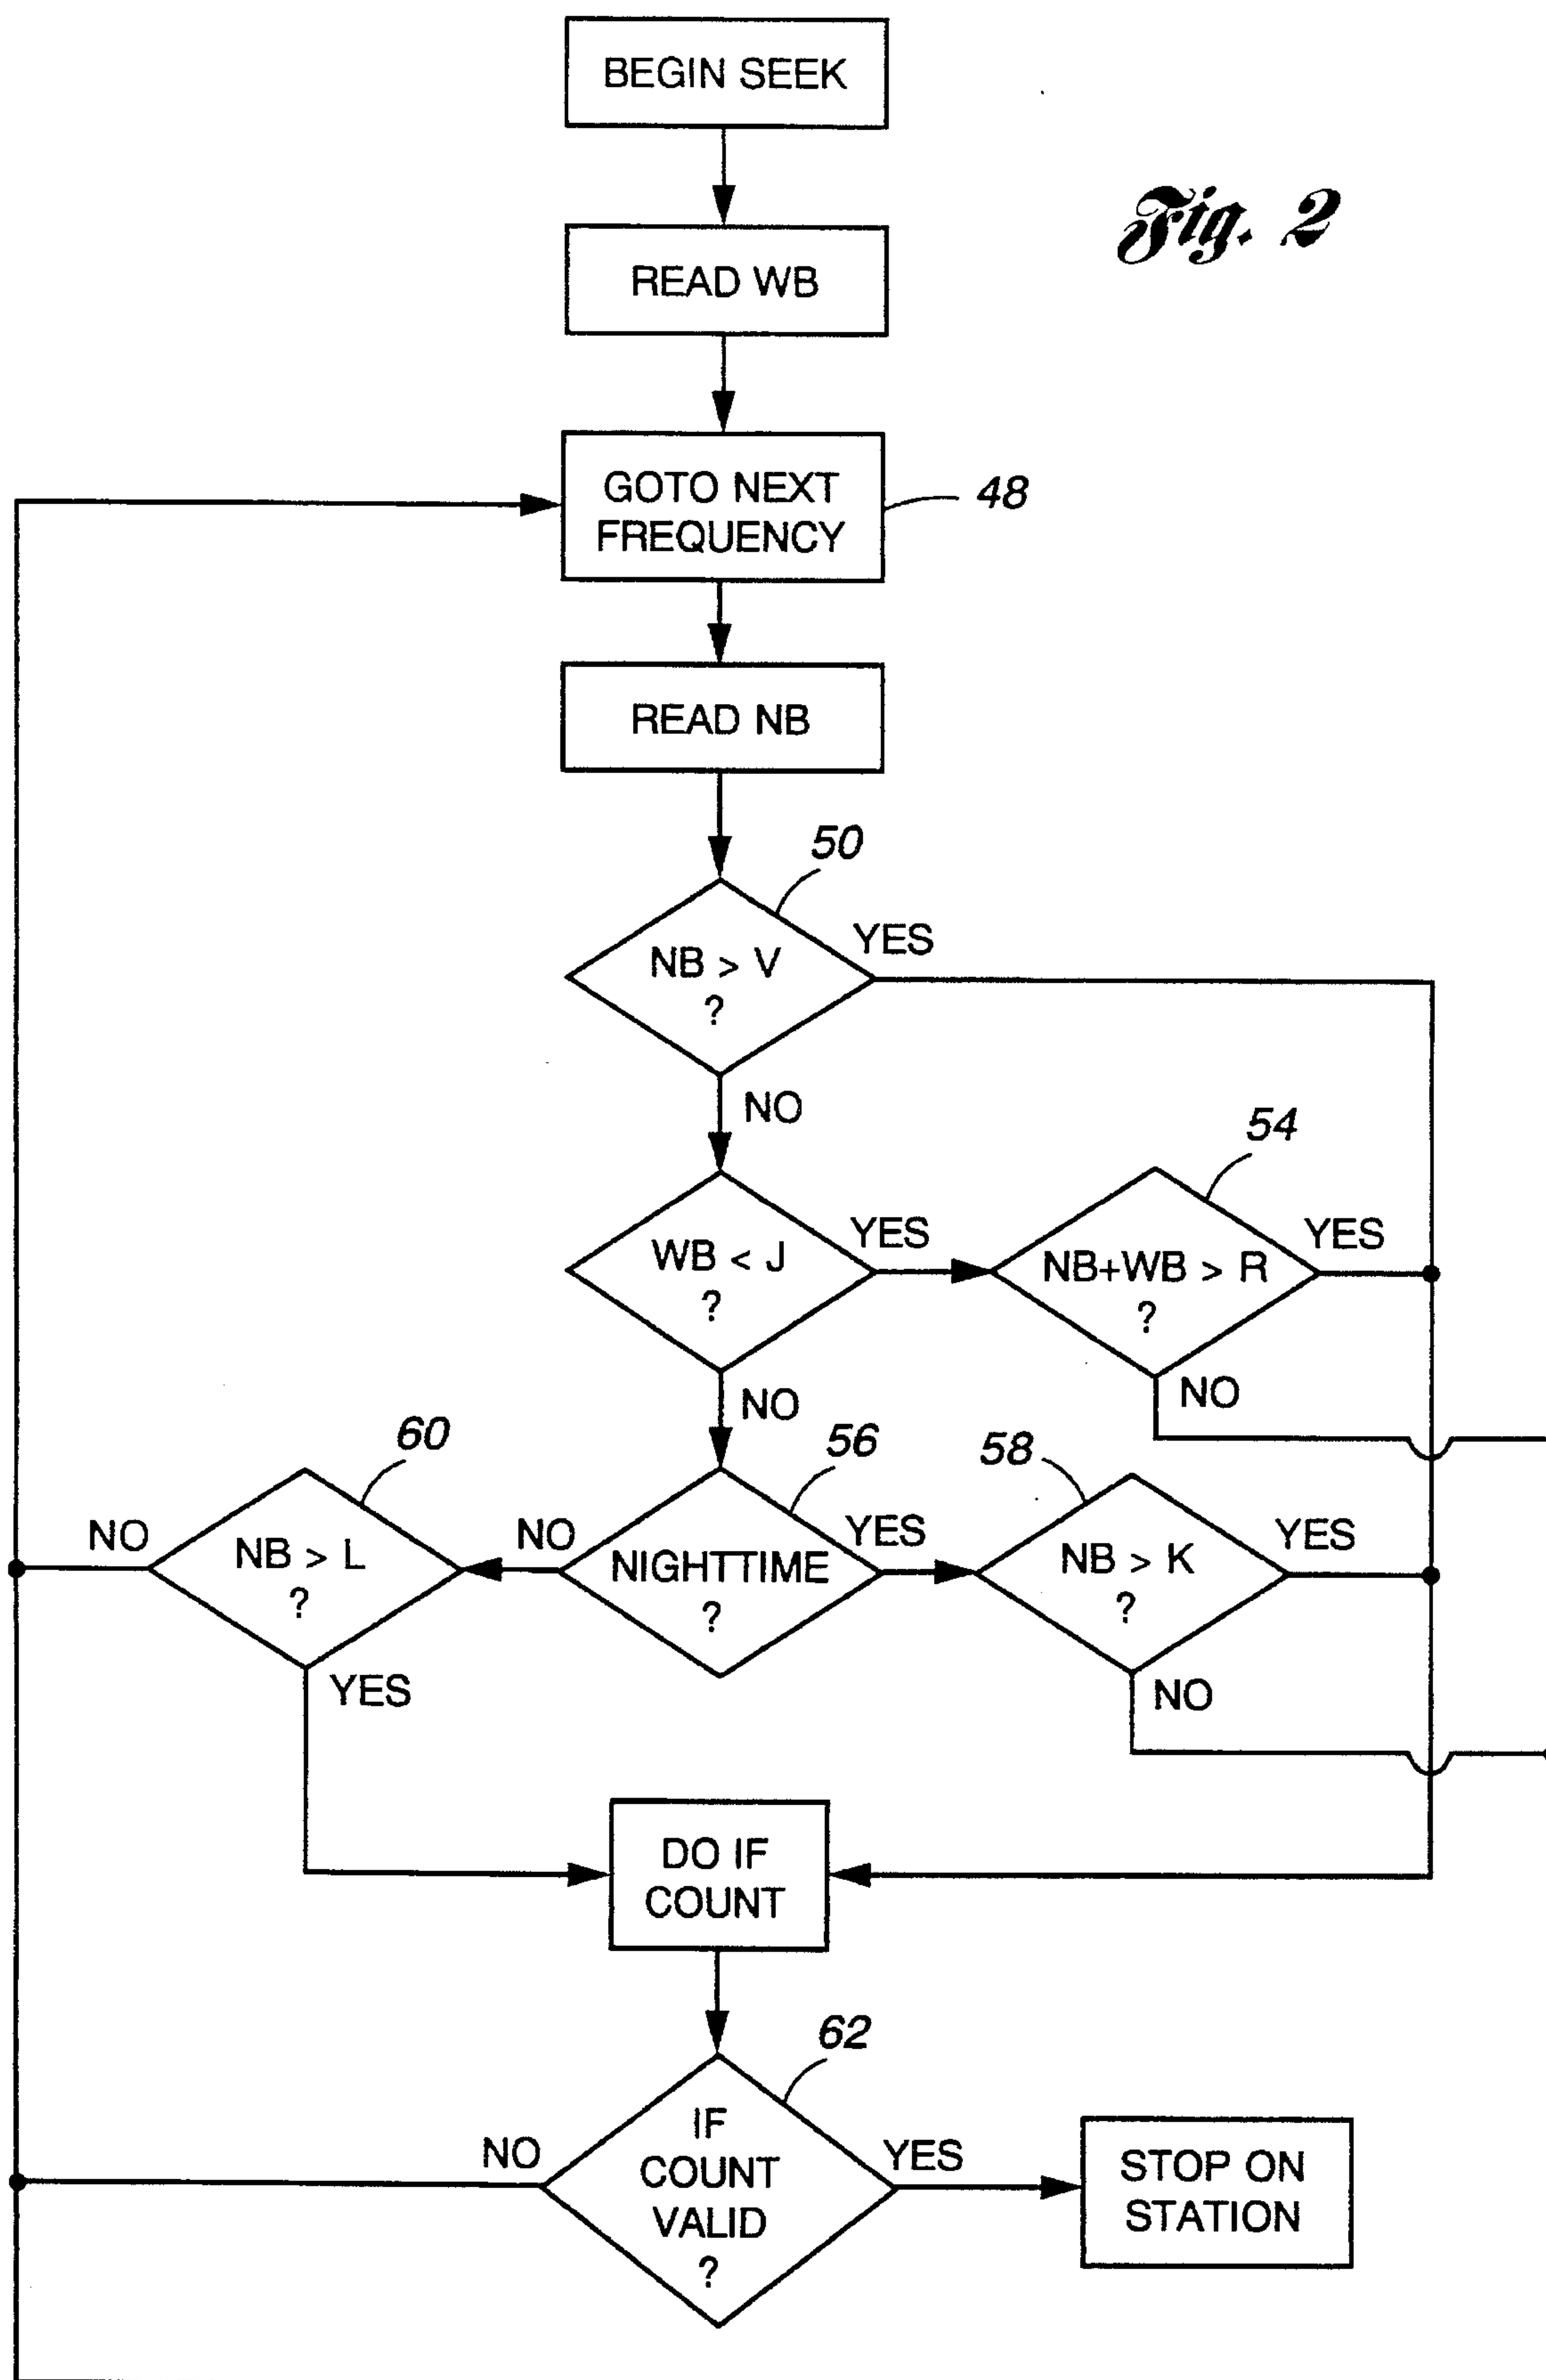 BEGIN SEEK
Fig. 2
READ WB
GOTO NEXT
FREQUENCY
48
READ NB
50
NB > V
?
YES
NO
54
WB < J
?
YES
NB+WB > R
?
YES
NO
NO
60
56
58
NO
NB > L
?
NO
NIGHTTIME
?
YES
NB > K
?
YES
YES
NO
DO IF
COUNT
62
NO
IF
COUNT
VALID
?
YES
STOP ON
STATION